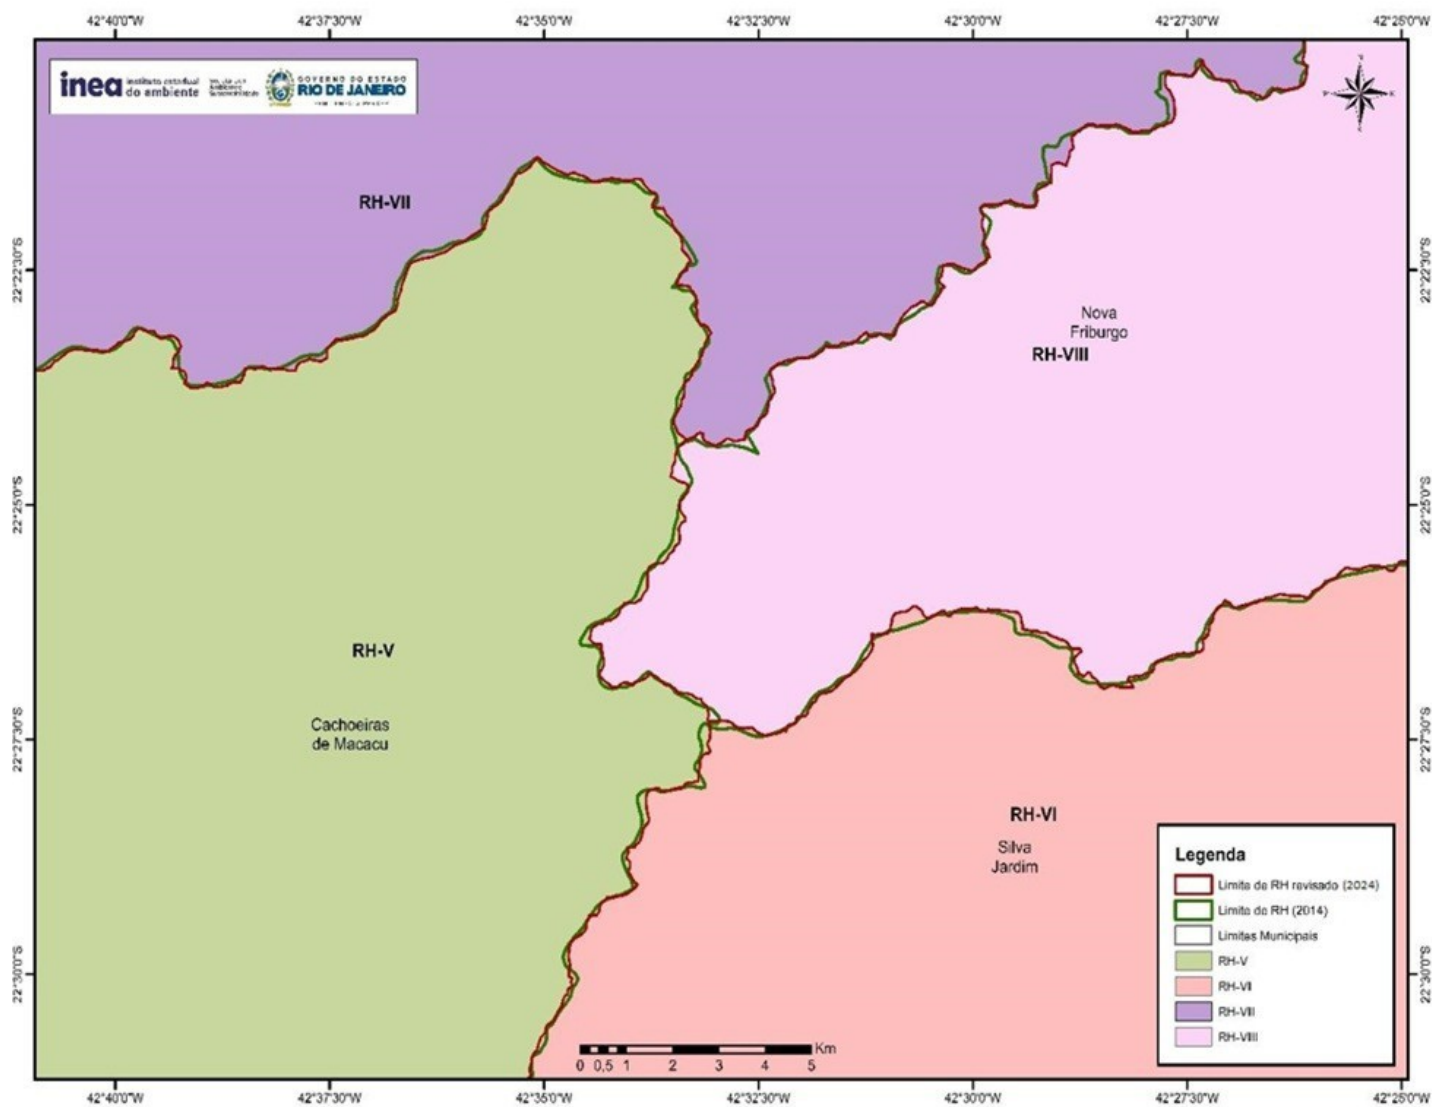 42°40'0"W 42°37'30"W 42°35'0"W 42°32'30"W 42°30'0"W 42°27'30"W 42°25'0"W
inea instituto estadual
do ambiente
GOVERNO DO ESTADO
RIO DE JANEIRO
RH-VII
22°22'30"S 22°22'30"S
Nova
Friburgo
RH-VIII
22°25'0"S 22°25'0"S
RH-V
Cachoeiras
de Macacu
22°27'30"S 22°27'30"S
RH-VI
Silva
Jardim
Legenda
Limite de RH revisado (2024)
Limite de RH (2014)
Limites Municipais
RH-V
RH-VI
RH-VII
RH-VIII
22°30'0"S 22°30'0"S
Km
0 0,5 1 2 3 4 5
42°40'0"W 42°37'30"W 42°35'0"W 42°32'30"W 42°30'0"W 42°27'30"W 42°25'0"W